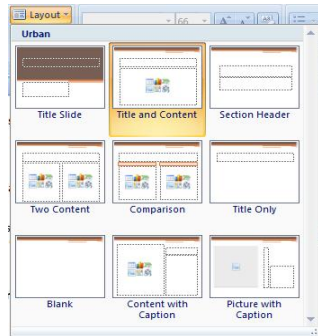 Layout
66
Urban
Title Slide
Title and Content
Section Header
Two Content
Comparison
Title Only
Blank
Content with
Caption
Picture with
Caption